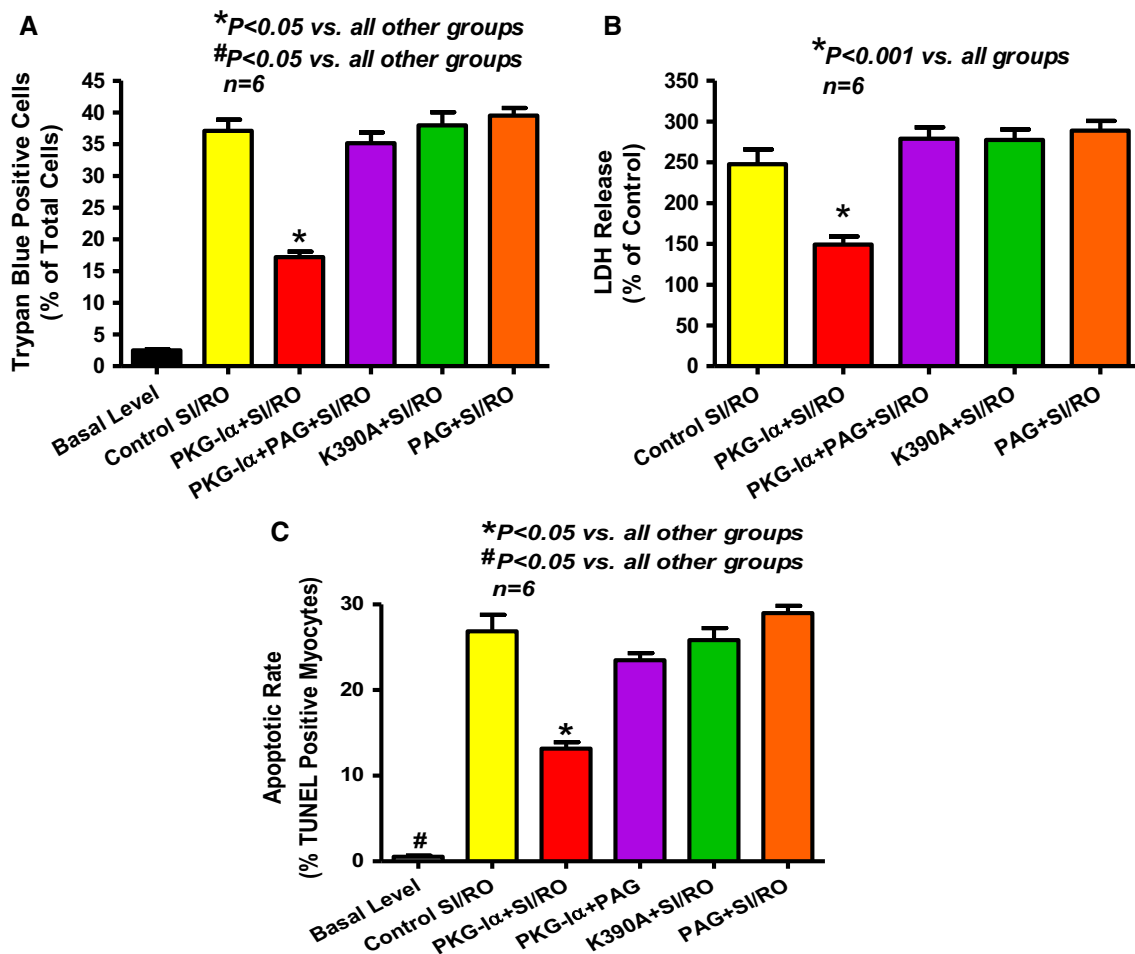 A
*P<0.05 vs. all other groups
#P<0.05 vs. all other groups
n=6
Trypan Blue Positive Cells
(% of Total Cells)
45
40
35
30
25
20
15
10
5
0
*
Basal Level
Control SI/RO
PKG-Iα+SI/RO
PKG-Iα+PAG+SI/RO
K390A+SI/RO
PAG+SI/RO
B
*P<0.001 vs. all groups
n=6
LDH Release
(% of Control)
350
300
250
200
150
100
50
0
*
Control SI/RO
PKG-Iα+SI/RO
PKG-Iα+PAG+SI/RO
K390A+SI/RO
PAG+SI/RO
C
*P<0.05 vs. all other groups
#P<0.05 vs. all other groups
n=6
Apoptotic Rate
(% TUNEL Positive Myocytes)
30
20
10
0
#
*
Basal Level
Control SI/RO
PKG-Iα+SI/RO
PKG-Iα+PAG
K390A+SI/RO
PAG+SI/RO